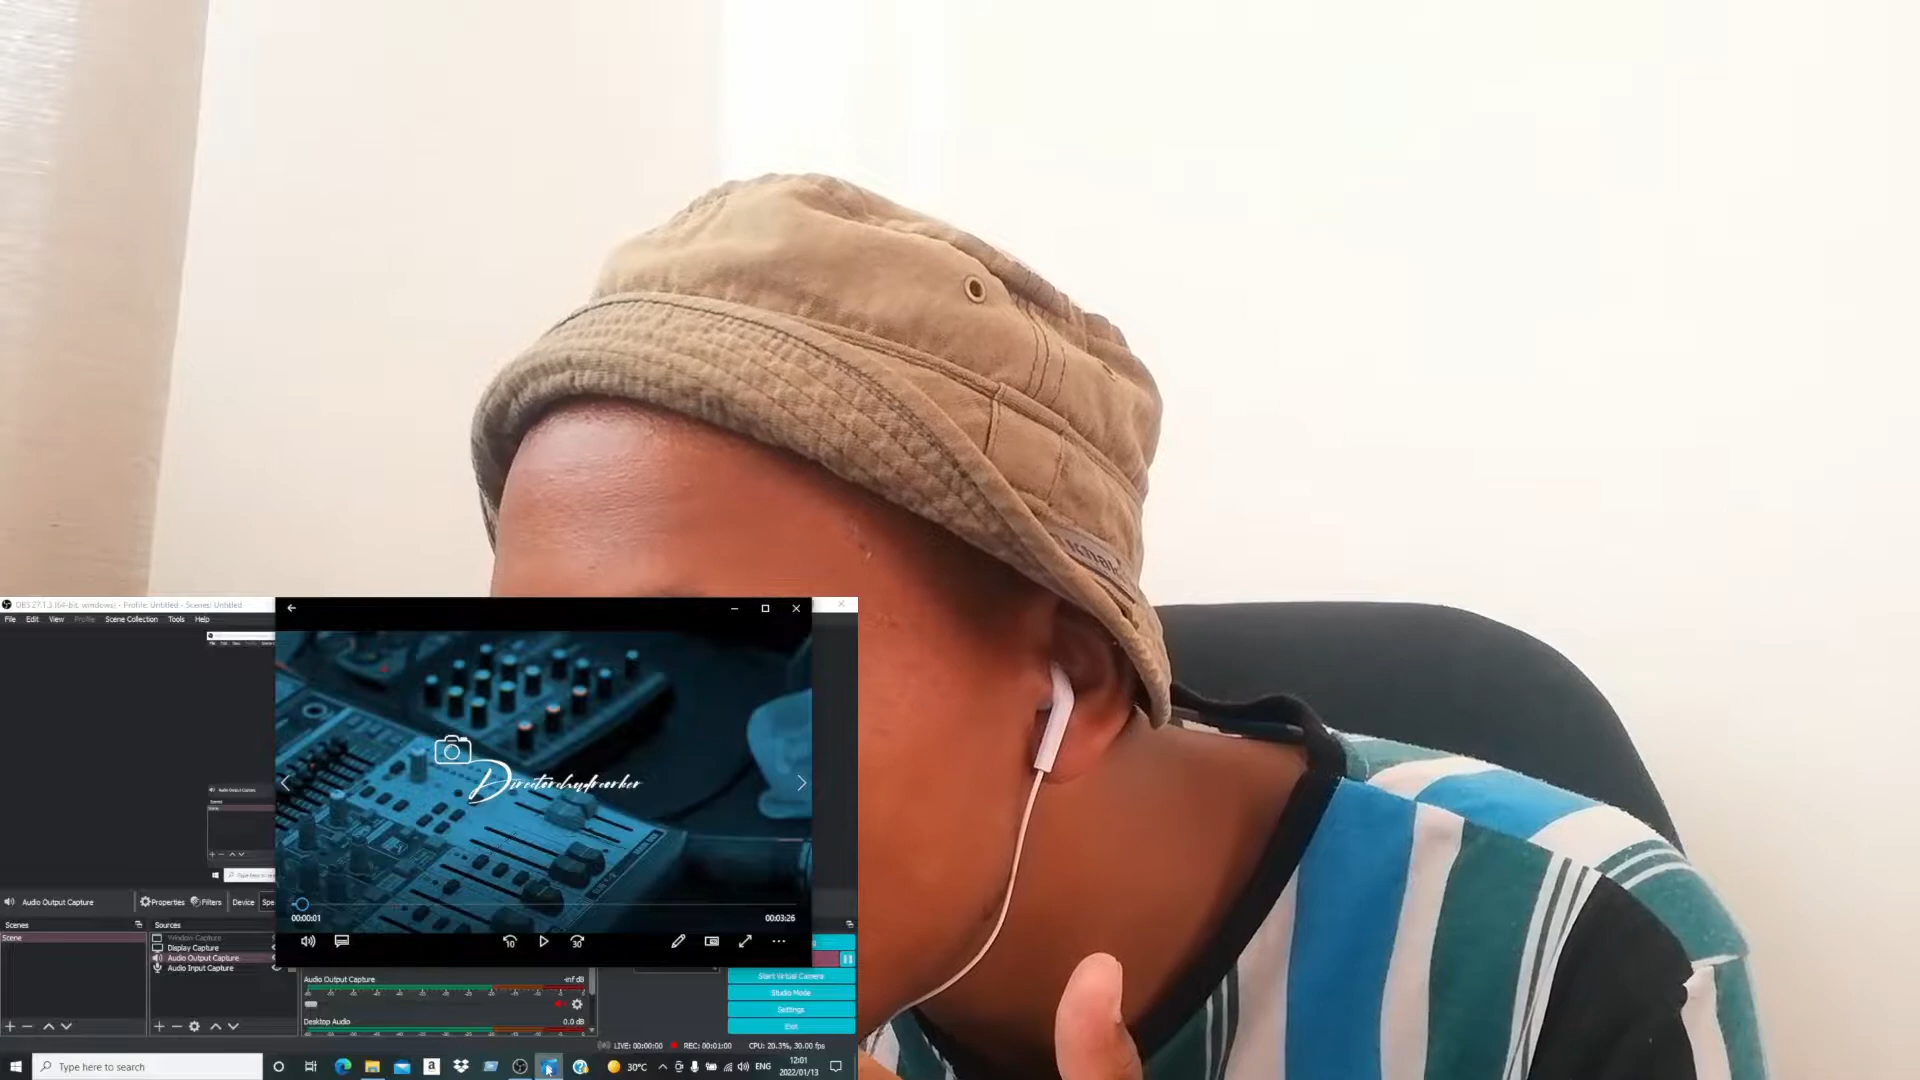 OBS 27.1.3 (64-bit, windows) - Profile: Untitled - Scenes: Untitled
File Edit View Profile Scene Collection Tools Help
00:00:01
00:03:26
10
30
Audio Output Capture
Properties
Filters
Device
Spe
Scenes
Sources
Scene
Window Capture
Display Capture
Audio Output Capture
Audio Input Capture
Audio Output Capture
-inf dB
Desktop Audio
0.0 dB
Start Virtual Camera
Studio Mode
Settings
Exit
LIVE: 00:00:00
REC: 00:01:00
CPU: 20.3%, 30.00 fps
Type here to search
30°C
ENG
12:01
2022/01/13